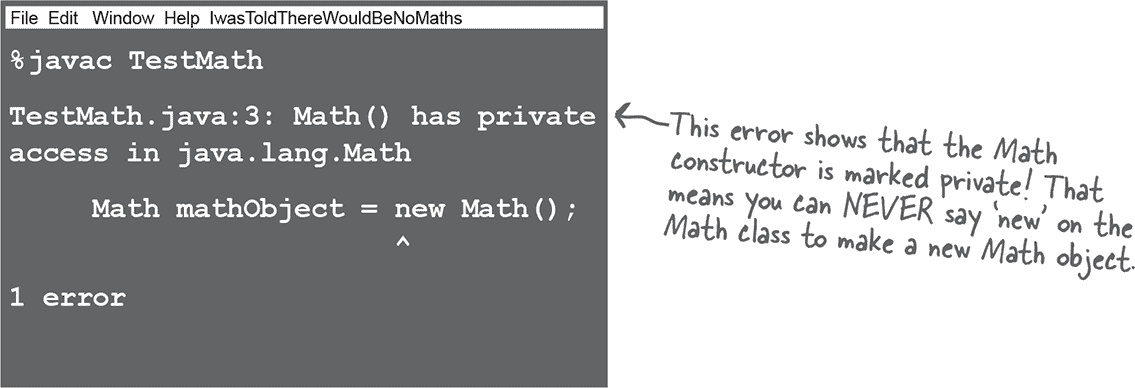 File Edit Window Help IwasToldThereWouldBeNoMaths
%javac TestMath
TestMath.java:3: Math() has private
access in java.lang.Math
Math mathObject = new Math();
^
1 error
This error shows that the Math
constructor is marked private! That
means you can NEVER say ‘new’ on the
Math class to make a new Math object.